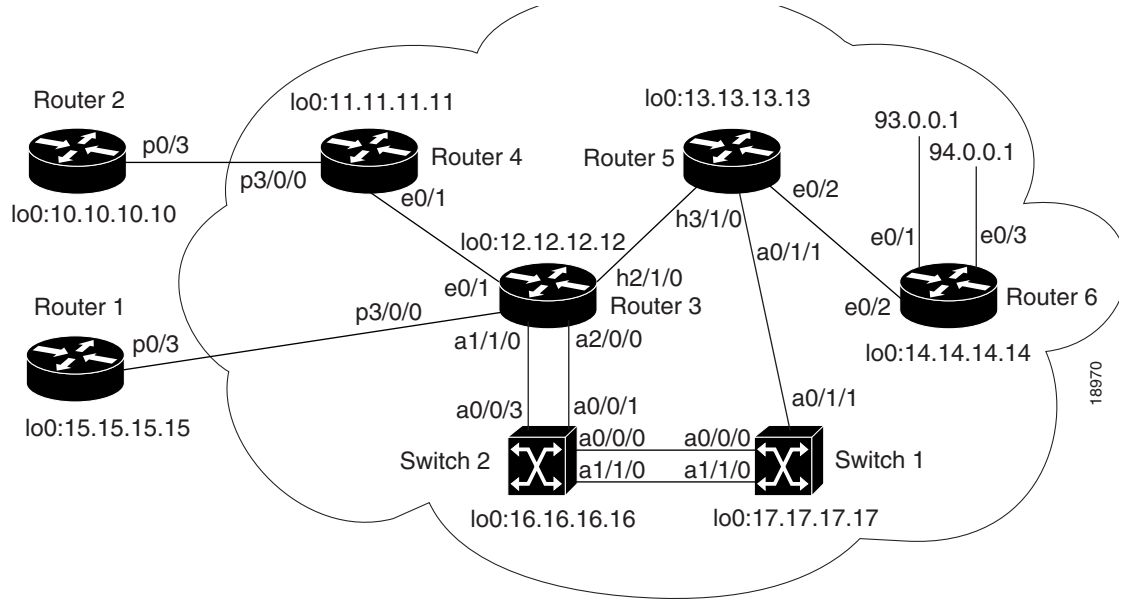 Router 2
lo0:11.11.11.11
lo0:13.13.13.13
93.0.0.1
94.0.0.1
p0/3
Router 4
Router 5
p3/0/0
e0/1
e0/2
lo0:10.10.10.10
h3/1/0
lo0:12.12.12.12
a0/1/1
e0/1
e0/3
h2/1/0
e0/1
Router 3
Router 6
e0/2
Router 1
p3/0/0
p0/3
a1/1/0
a2/0/0
lo0:14.14.14.14
18970
lo0:15.15.15.15
a0/0/3
a0/0/1
a0/1/1
a0/0/0
a0/0/0
Switch 2
Switch 1
a1/1/0
a1/1/0
lo0:16.16.16.16
lo0:17.17.17.17